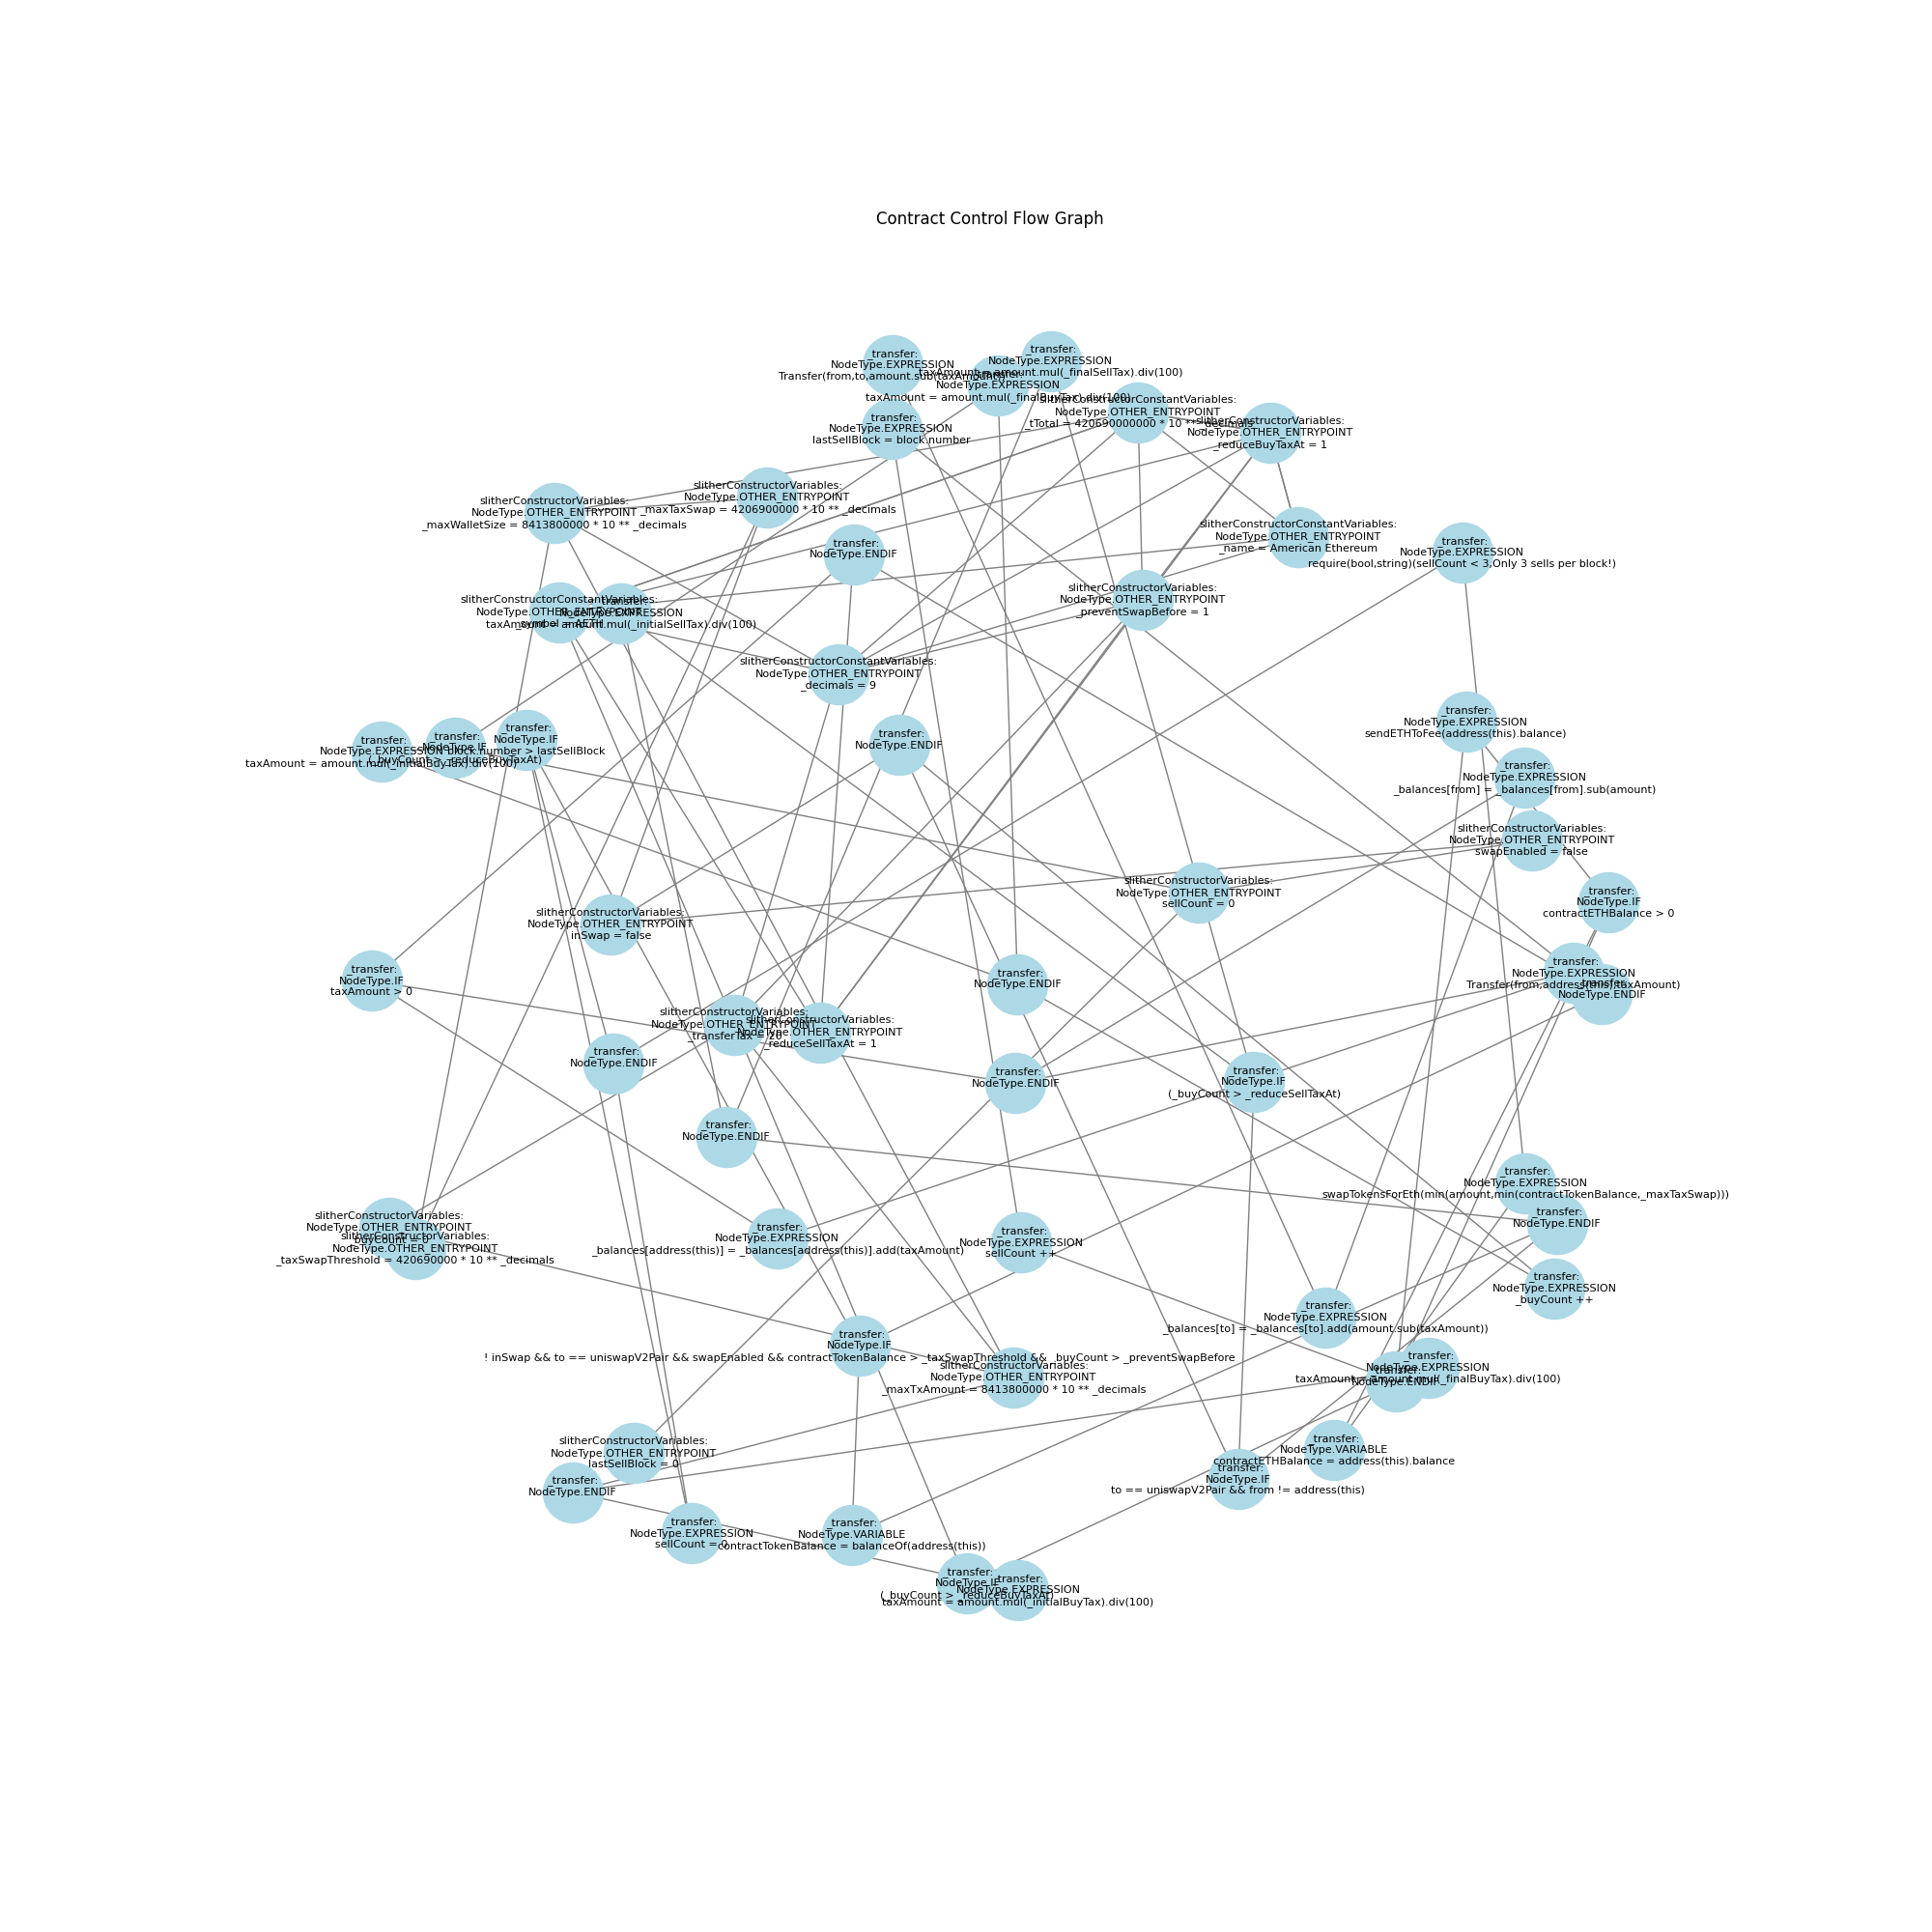 Contract Control Flow Graph
_transfer:
NodeType.EXPRESSION
Transfer(from,to,amount.sub(taxAmount))
_transfer:
NodeType.EXPRESSION
taxAmount = amount.mul(_finalSellTax).div(100)
_transfer:
NodeType.EXPRESSION
taxAmount = amount.mul(_finalBuyTax).div(100)
slitherConstructorConstantVariables:
NodeType.OTHER_ENTRYPOINT
_tTotal = 420690000000 * 10 ** _decimals
_transfer:
NodeType.EXPRESSION
lastSellBlock = block.number
slitherConstructorVariables:
NodeType.OTHER_ENTRYPOINT
_reduceBuyTaxAt = 1
slitherConstructorVariables:
NodeType.OTHER_ENTRYPOINT
_maxTaxSwap = 4206900000 * 10 ** _decimals
slitherConstructorVariables:
NodeType.OTHER_ENTRYPOINT
_maxWalletSize = 8413800000 * 10 ** _decimals
slitherConstructorConstantVariables:
NodeType.OTHER_ENTRYPOINT
_name = American Ethereum
_transfer:
NodeType.ENDIF
_transfer:
NodeType.EXPRESSION
require(bool,string)(sellCount < 3,Only 3 sells per block!)
slitherConstructorVariables:
NodeType.OTHER_ENTRYPOINT
_preventSwapBefore = 1
slitherConstructorConstantVariables:
NodeType.OTHER_ENTRYPOINT
_symbol = AETH
_transfer:
NodeType.EXPRESSION
taxAmount = amount.mul(_initialSellTax).div(100)
slitherConstructorConstantVariables:
NodeType.OTHER_ENTRYPOINT
_decimals = 9
_transfer:
NodeType.EXPRESSION
sendETHToFee(address(this).balance)
_transfer:
NodeType.IF
block.number > lastSellBlock
_transfer:
NodeType.IF
(_buyCount > _reduceBuyTaxAt)
_transfer:
NodeType.EXPRESSION
taxAmount = amount.mul(_initialBuyTax).div(100)
_transfer:
NodeType.ENDIF
_transfer:
NodeType.EXPRESSION
_balances[from] = _balances[from].sub(amount)
slitherConstructorVariables:
NodeType.OTHER_ENTRYPOINT
swapEnabled = false
slitherConstructorVariables:
NodeType.OTHER_ENTRYPOINT
sellCount = 0
_transfer:
NodeType.IF
contractETHBalance > 0
slitherConstructorVariables:
NodeType.OTHER_ENTRYPOINT
inSwap = false
_transfer:
NodeType.IF
taxAmount > 0
_transfer:
NodeType.ENDIF
_transfer:
NodeType.EXPRESSION
Transfer(from,address(this),taxAmount)
_transfer:
NodeType.ENDIF
slitherConstructorVariables:
NodeType.OTHER_ENTRYPOINT
_transferTax = 20
slitherConstructorVariables:
NodeType.OTHER_ENTRYPOINT
_reduceSellTaxAt = 1
_transfer:
NodeType.ENDIF
_transfer:
NodeType.ENDIF
_transfer:
NodeType.IF
(_buyCount > _reduceSellTaxAt)
_transfer:
NodeType.ENDIF
_transfer:
NodeType.EXPRESSION
swapTokensForEth(min(amount,min(contractTokenBalance,_maxTaxSwap)))
_transfer:
NodeType.ENDIF
slitherConstructorVariables:
NodeType.OTHER_ENTRYPOINT
_buyCount = 0
slitherConstructorVariables:
NodeType.OTHER_ENTRYPOINT
_taxSwapThreshold = 420690000 * 10 ** _decimals
_transfer:
NodeType.EXPRESSION
_balances[address(this)] = _balances[address(this)].add(taxAmount)
_transfer:
NodeType.EXPRESSION
sellCount ++
_transfer:
NodeType.EXPRESSION
_buyCount ++
_transfer:
NodeType.EXPRESSION
_balances[to] = _balances[to].add(amount.sub(taxAmount))
_transfer:
NodeType.IF
! inSwap && to == uniswapV2Pair && swapEnabled && contractTokenBalance > _taxSwapThreshold && _buyCount > _preventSwapBefore
slitherConstructorVariables:
NodeType.OTHER_ENTRYPOINT
_maxTxAmount = 8413800000 * 10 ** _decimals
_transfer:
NodeType.EXPRESSION
taxAmount = amount.mul(_finalBuyTax).div(100)
_transfer:
NodeType.ENDIF
slitherConstructorVariables:
NodeType.OTHER_ENTRYPOINT
lastSellBlock = 0
_transfer:
NodeType.VARIABLE
contractETHBalance = address(this).balance
_transfer:
NodeType.IF
to == uniswapV2Pair && from != address(this)
_transfer:
NodeType.ENDIF
_transfer:
NodeType.EXPRESSION
sellCount = 0
_transfer:
NodeType.VARIABLE
contractTokenBalance = balanceOf(address(this))
_transfer:
NodeType.IF
(_buyCount > _reduceBuyTaxAt)
_transfer:
NodeType.EXPRESSION
taxAmount = amount.mul(_initialBuyTax).div(100)